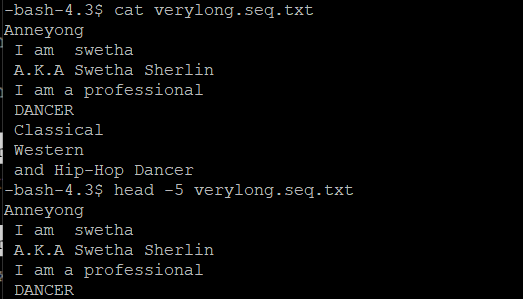 -bash-4.3$ cat verylong.seq.txt
Anneyong
 I am  swetha
 A.K.A Swetha Sherlin
 I am a professional
 DANCER
 Classical
 Western
 and Hip-Hop Dancer
-bash-4.3$ head -5 verylong.seq.txt
Anneyong
 I am  swetha
 A.K.A Swetha Sherlin
 I am a professional
 DANCER